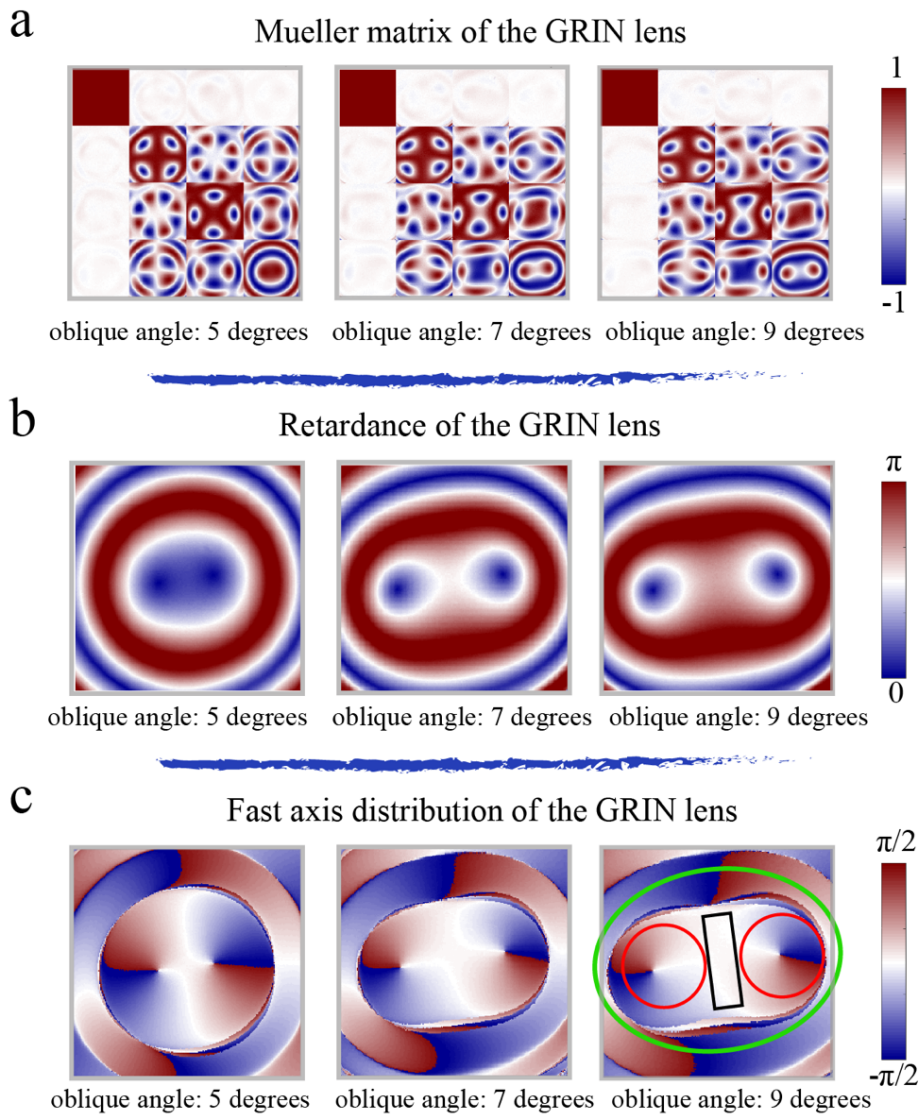 a
Mueller matrix of the GRIN lens
1
-1
oblique angle: 5 degrees
oblique angle: 7 degrees
oblique angle: 9 degrees
b
Retardance of the GRIN lens
π
0
oblique angle: 5 degrees
oblique angle: 7 degrees
oblique angle: 9 degrees
c
Fast axis distribution of the GRIN lens
π/2
-π/2
oblique angle: 5 degrees
oblique angle: 7 degrees
oblique angle: 9 degrees